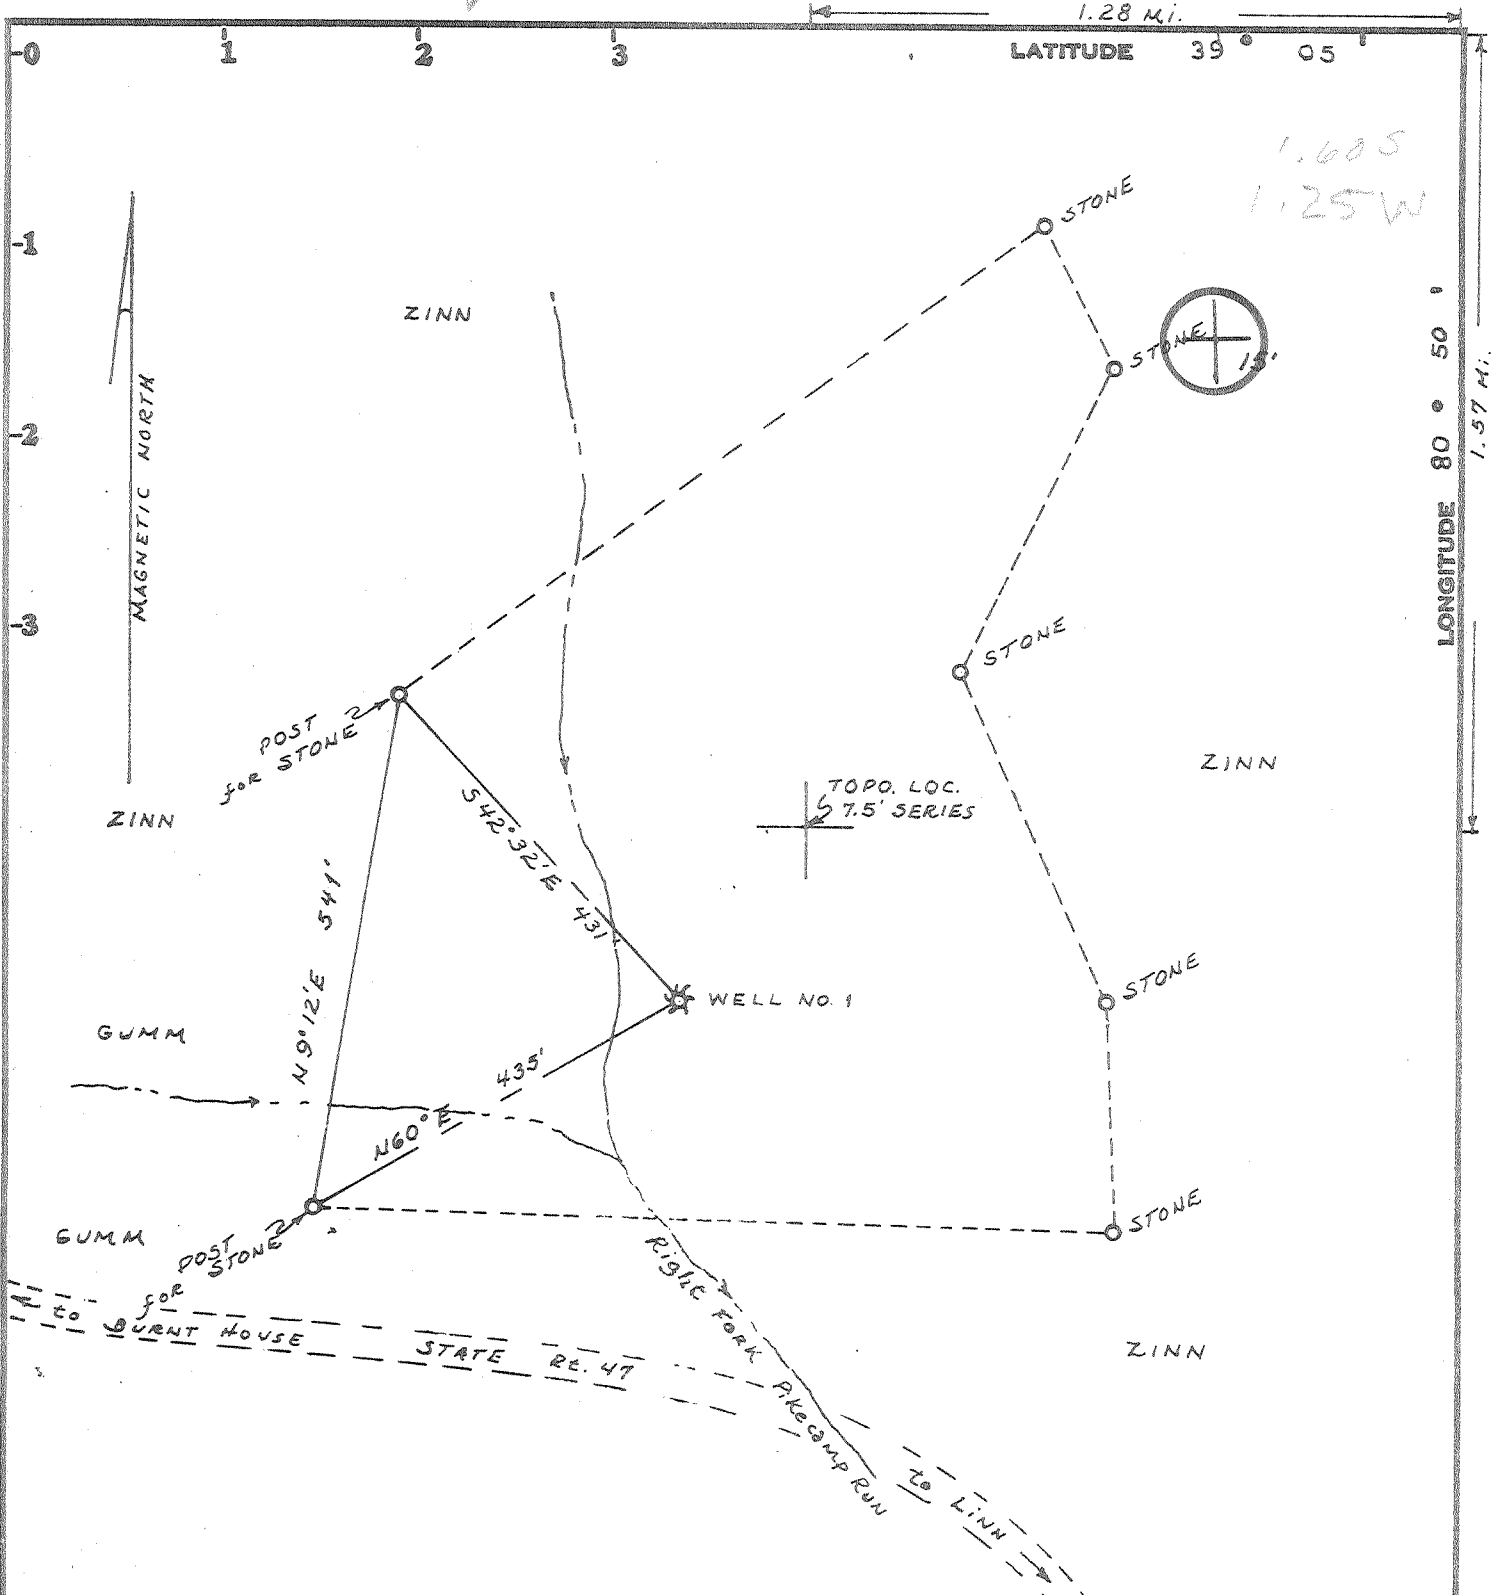 1.28 Mi.
-0 1 2 3
LATITUDE 39° 05'
1.60 S
1.25 W
STONE
-1
ZINN
STONE
15'
LONGITUDE 80° 50'
1.57 Mi.
MAGNETIC NORTH
-2
-3
STONE
POST
for STONE
ZINN
ZINN
TOPO. LOC.
7.5' SERIES
S42°32'E 431'
N9°12'E 541'
STONE
WELL NO. 1
GUMM
435'
N60°E
STONE
GUMM
POST
for STONE
Right Fork Pikecamp Run
to BURNT HOUSE
STATE Rt. 47
ZINN
to LINN